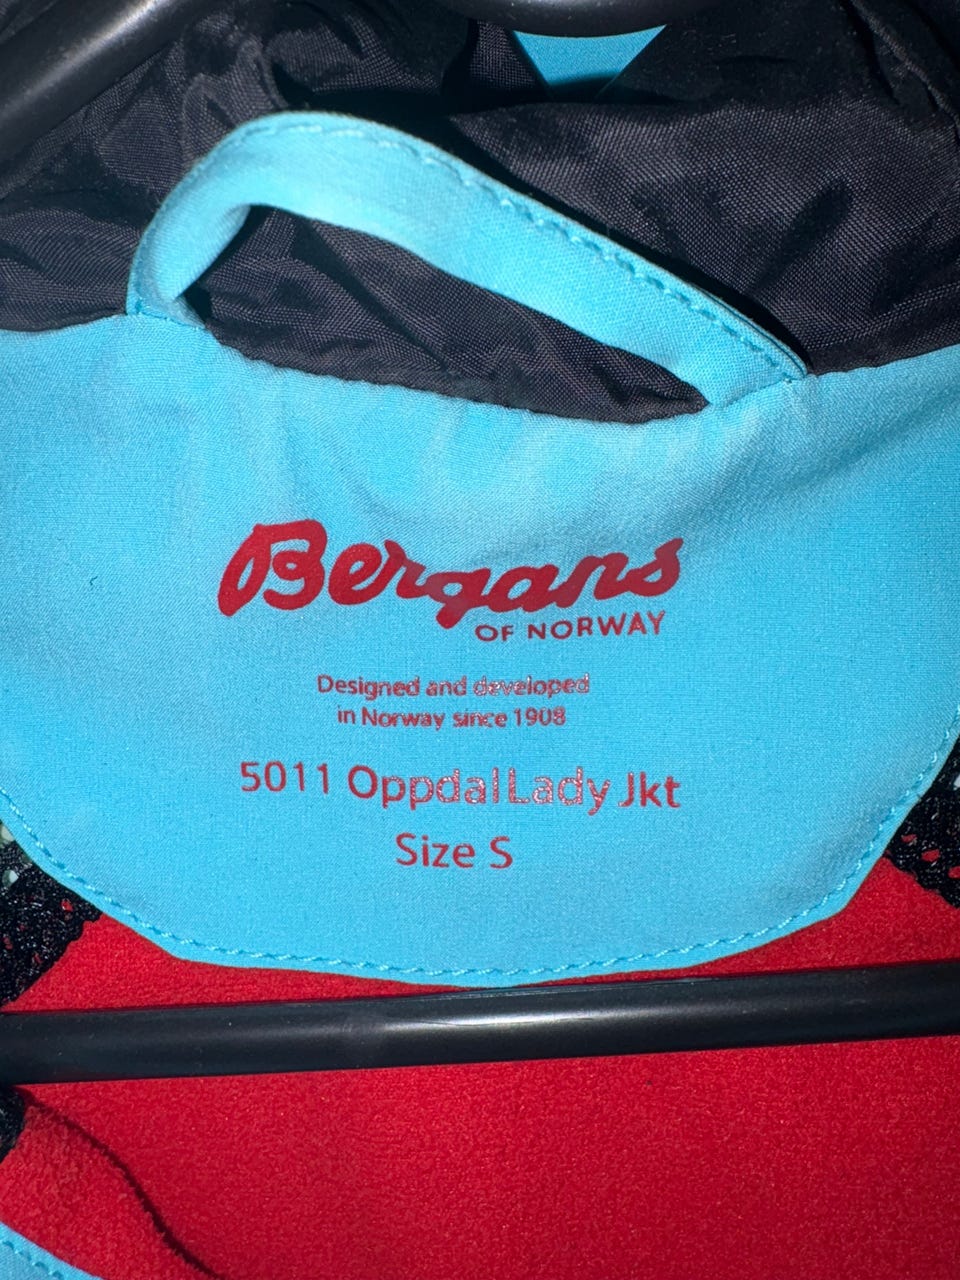 Bergans
OF NORWAY
Designed and developed
in Norway since 1908
5011 Oppdal Lady Jkt
Size S